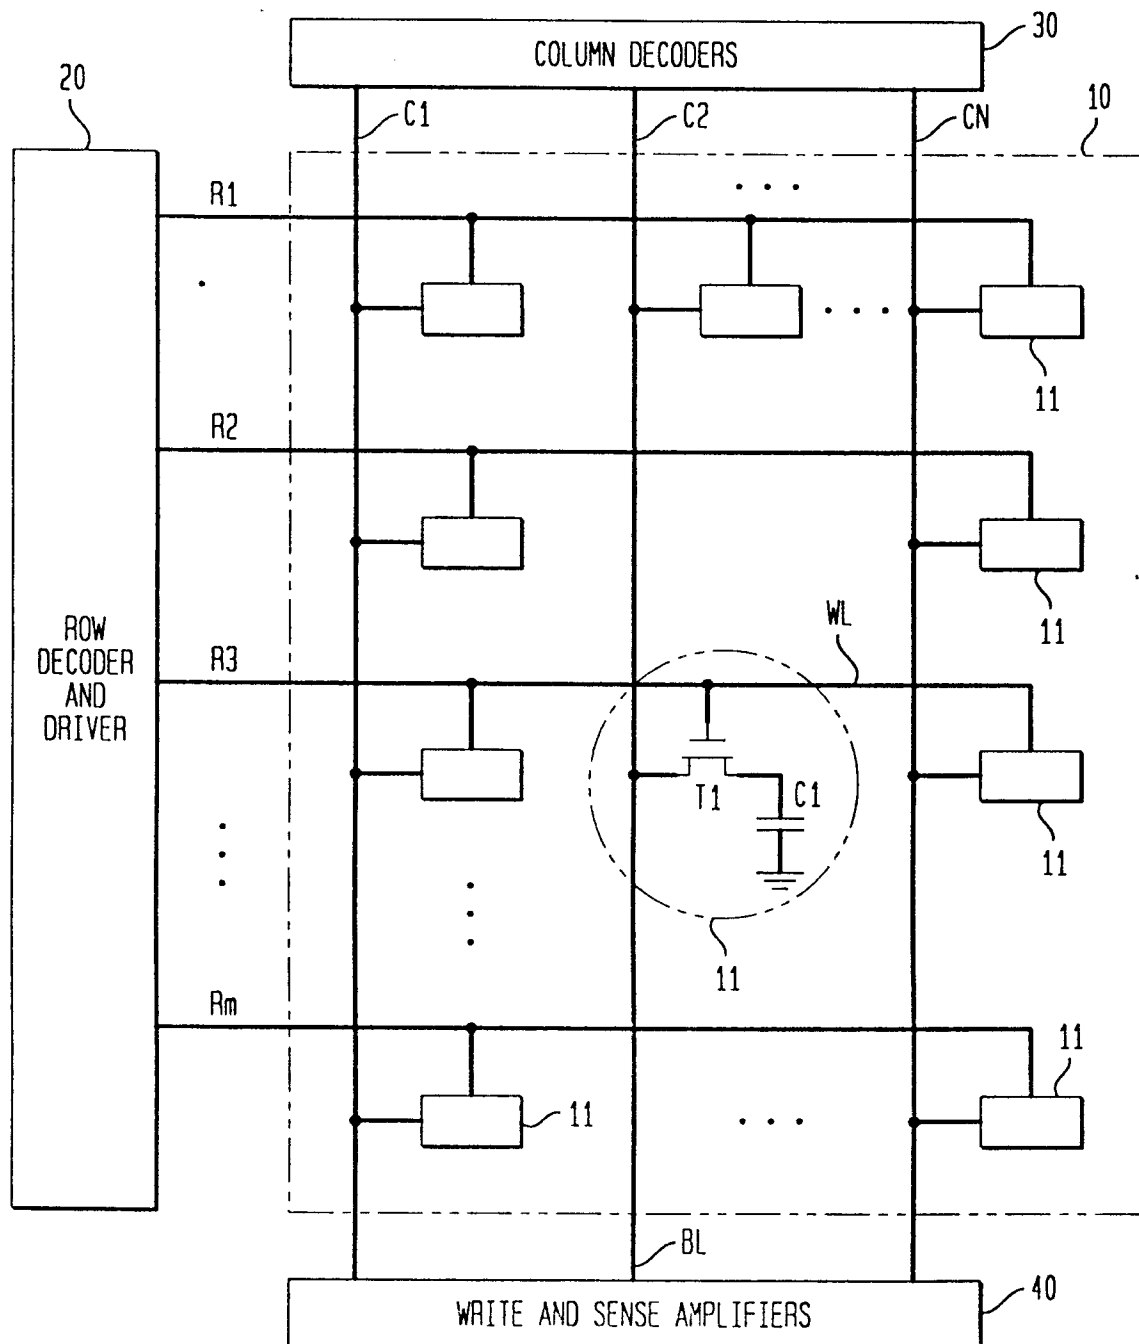 30
COLUMN DECODERS
20
C1
C2
CN
10
R1
11
R2
11
WL
R3
ROW
DECODER
AND
DRIVER
T1
C1
11
11
Rm
11
11
BL
40
WRITE AND SENSE AMPLIFIERS